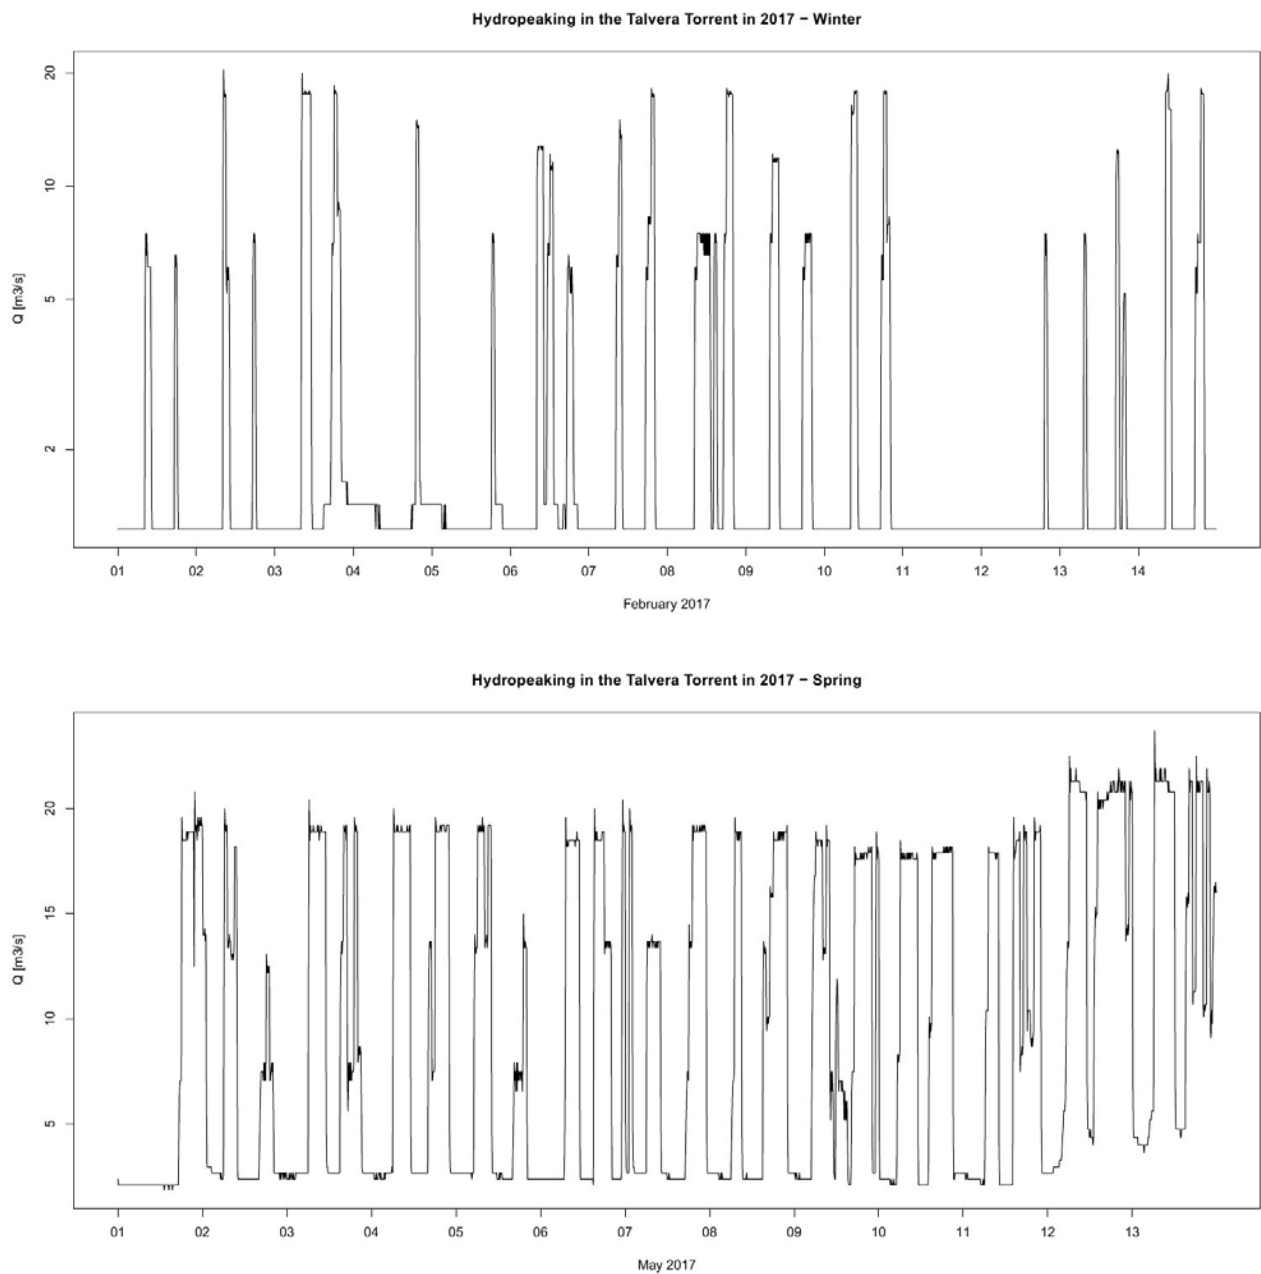 Hydropeaking in the Talvera Torrent in 2017 − Winter
Q [m3/s]
20
10
5
2
01 02 03 04 05 06 07 08 09 10 11 12 13 14
February 2017
Hydropeaking in the Talvera Torrent in 2017 − Spring
Q [m3/s]
20
15
10
5
01 02 03 04 05 06 07 08 09 10 11 12 13
May 2017